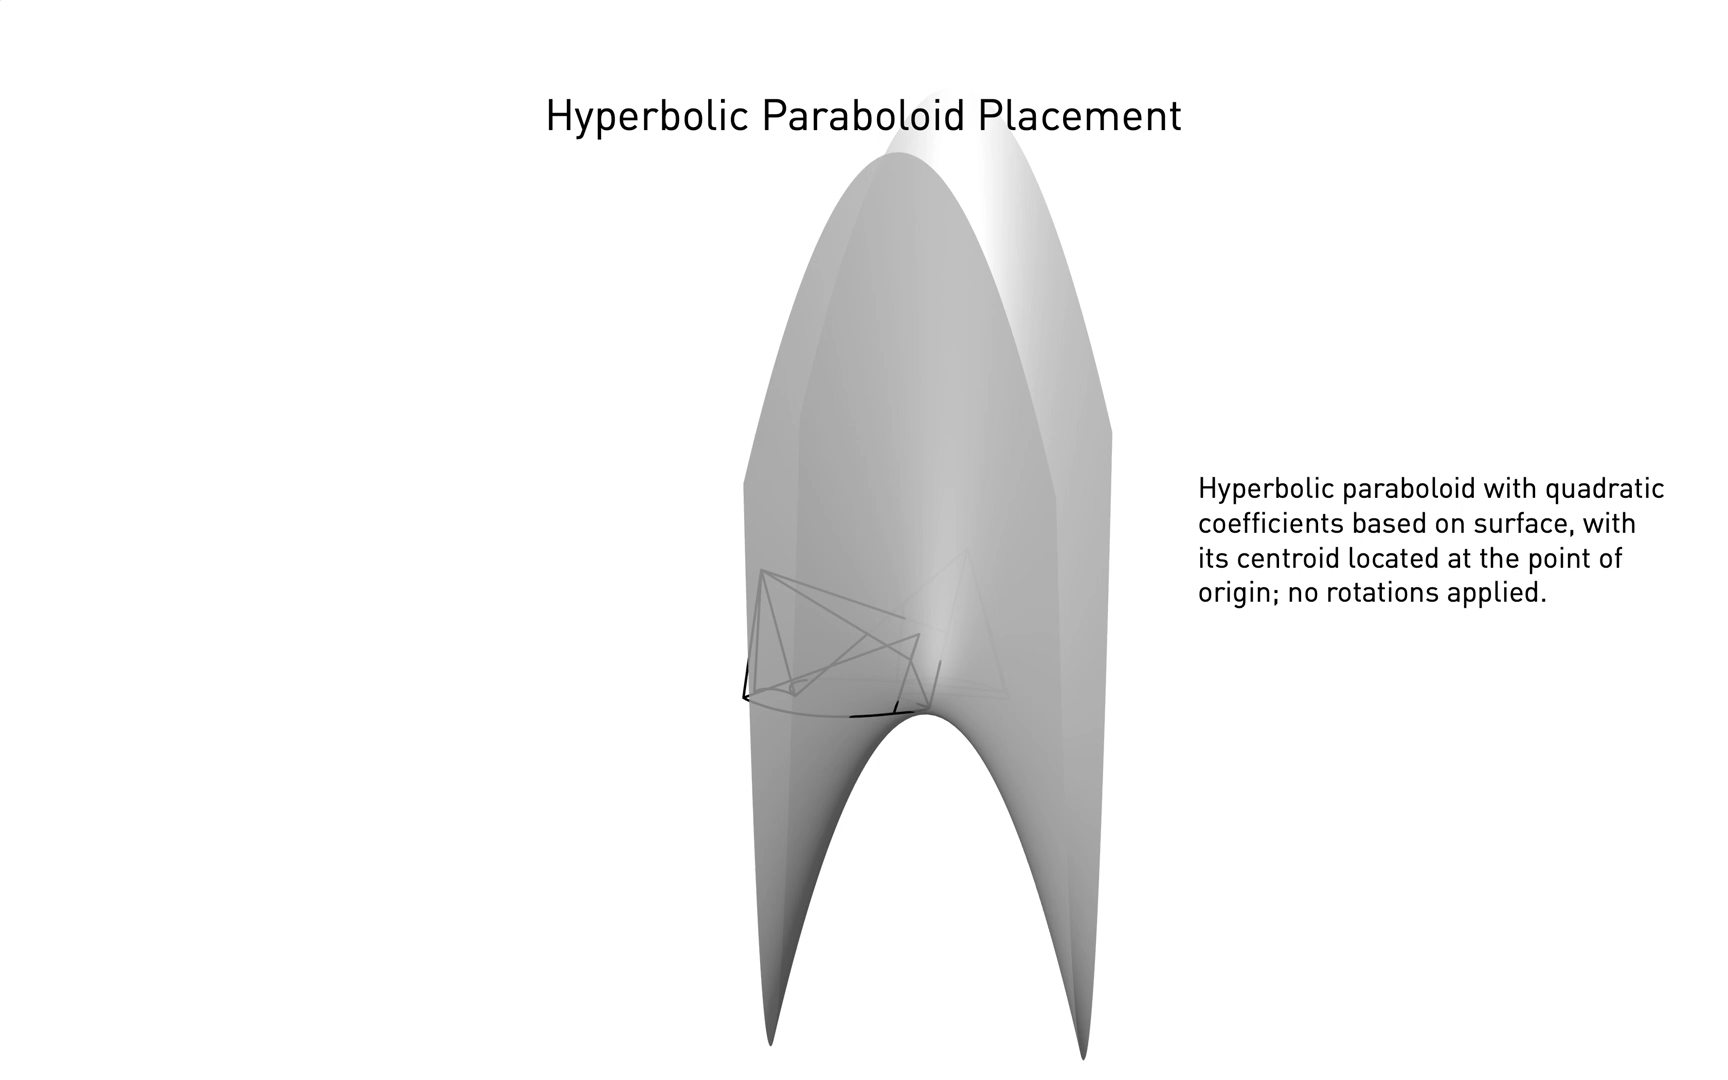 Hyperbolic Paraboloid Placement
Hyperbolic paraboloid with quadratic
coefficients based on surface, with
its centroid located at the point of
origin; no rotations applied.